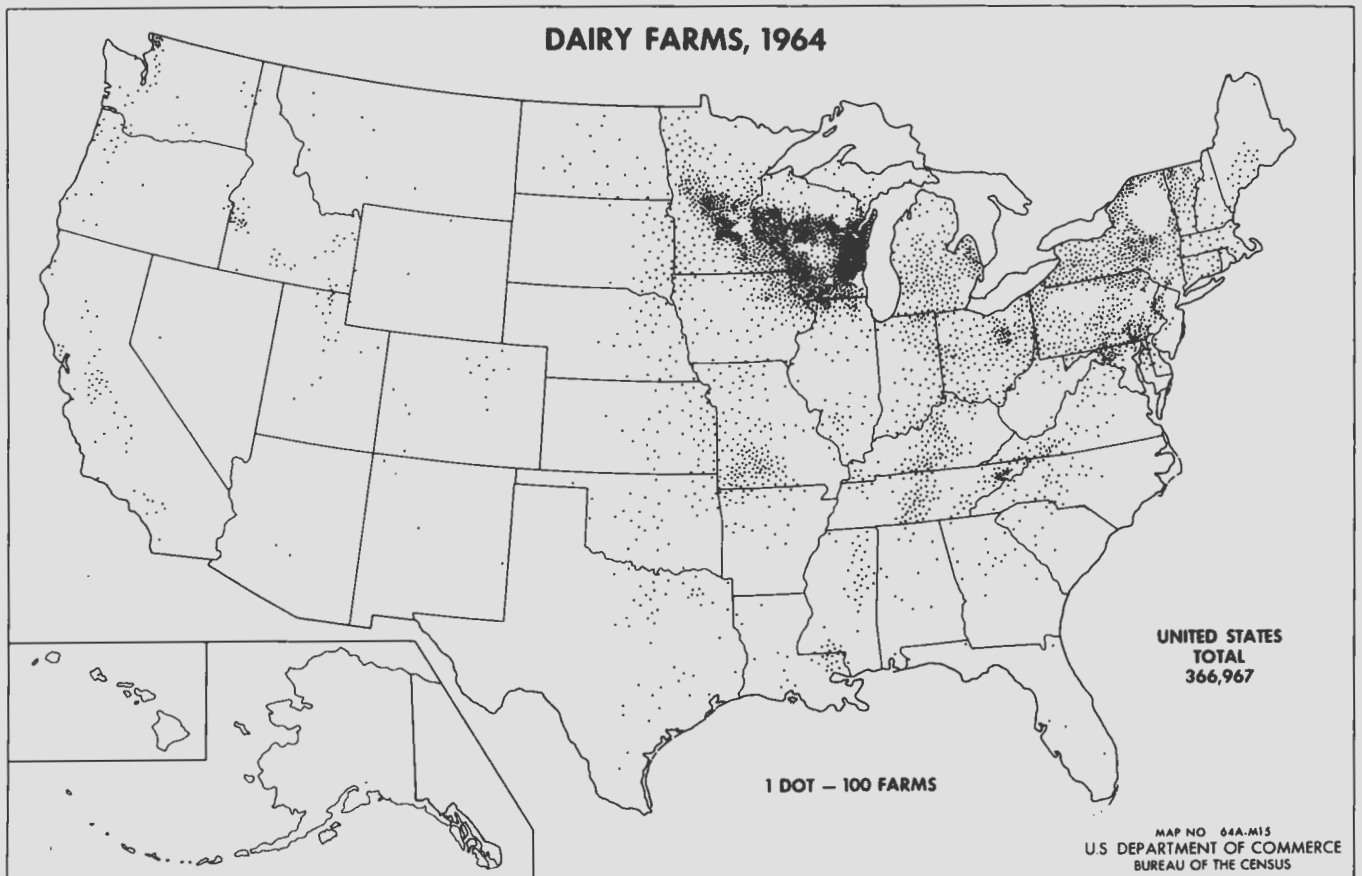 DAIRY FARMS, 1964
UNITED STATES
TOTAL
366,967
1 DOT — 100 FARMS
MAP NO 64A-M15
U.S DEPARTMENT OF COMMERCE
BUREAU OF THE CENSUS